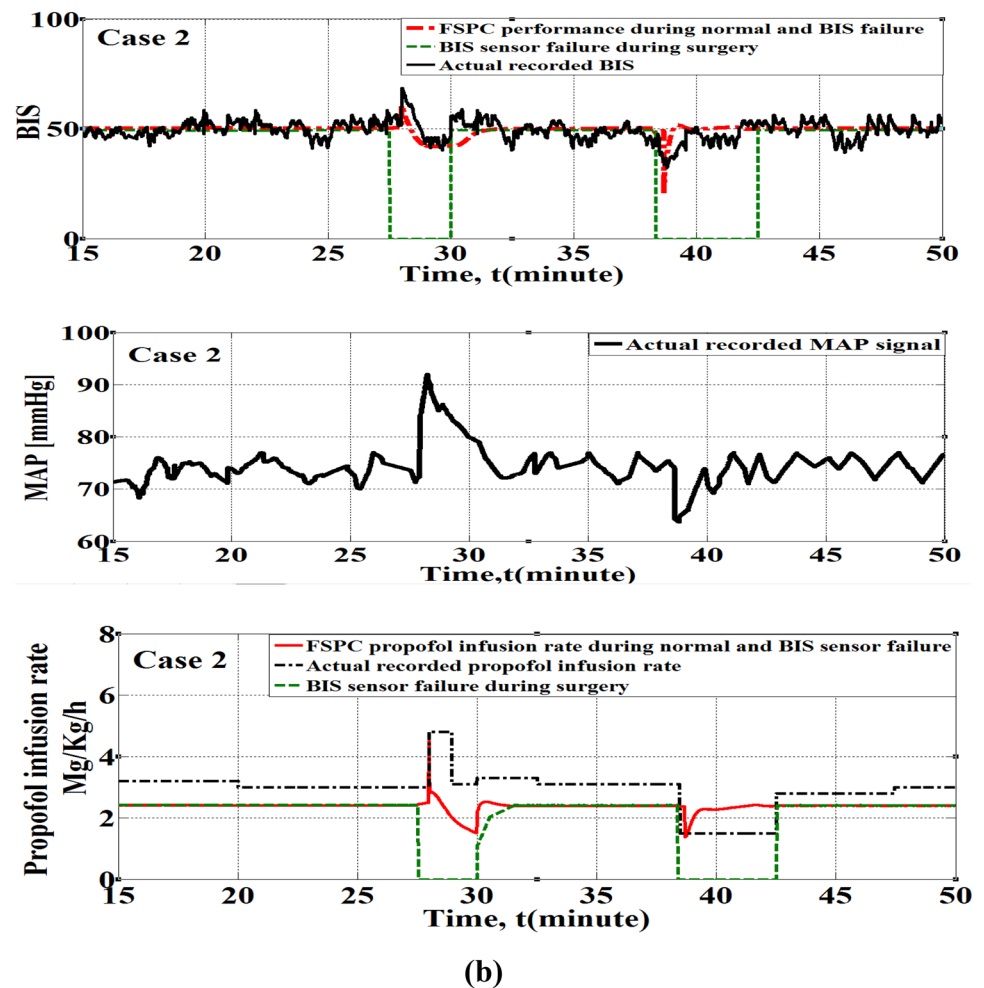 100
Case 2
FSPC performance during normal and BIS failure
BIS sensor failure during surgery
Actual recorded BIS
BIS
50
0
15 20 25 30 35 40 45 50
Time, t(minute)
100
Case 2
Actual recorded MAP signal
90
MAP [mmHg]
80
70
60
15 20 25 30 35 40 45 50
Time,t(minute)
8
Case 2
FSPC propofol infusion rate during normal and BIS sensor failure
Actual recorded propofol infusion rate
BIS sensor failure during surgery
Propofol infusion rate
Mg/Kg/h
6
4
2
0
15 20 25 30 35 40 45 50
Time, t(minute)
(b)